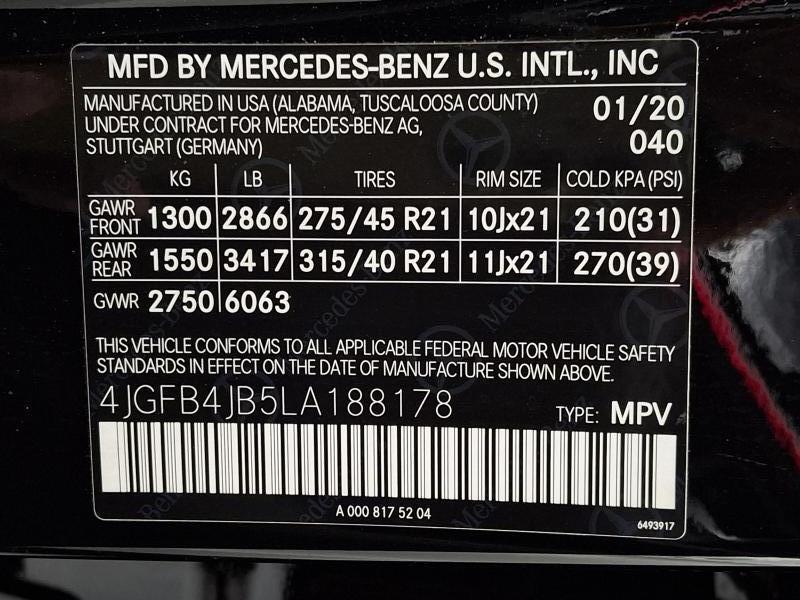 MFD BY MERCEDES-BENZ U.S. INTL., INC
MANUFACTURED IN USA (ALABAMA, TUSCALOOSA COUNTY)
UNDER CONTRACT FOR MERCEDES-BENZ AG,
STUTTGART (GERMANY)
01/20
040
KG LB TIRES RIM SIZE COLD KPA(PSI)
GAWR FRONT 1300 2866 275/45 R21 10Jx21 210(31)
GAWR REAR 1550 3417 315/40 R21 11Jx21 270(39)
GVWR 2750 6063
THIS VEHICLE CONFORMS TO ALL APPLICABLE FEDERAL MOTOR VEHICLE SAFETY
STANDARDS IN EFFECT ON THE DATE OF MANUFACTURE SHOWN ABOVE.
4JGFB4JB5LA188178
TYPE: MPV
A 000 817 52 04
6493917